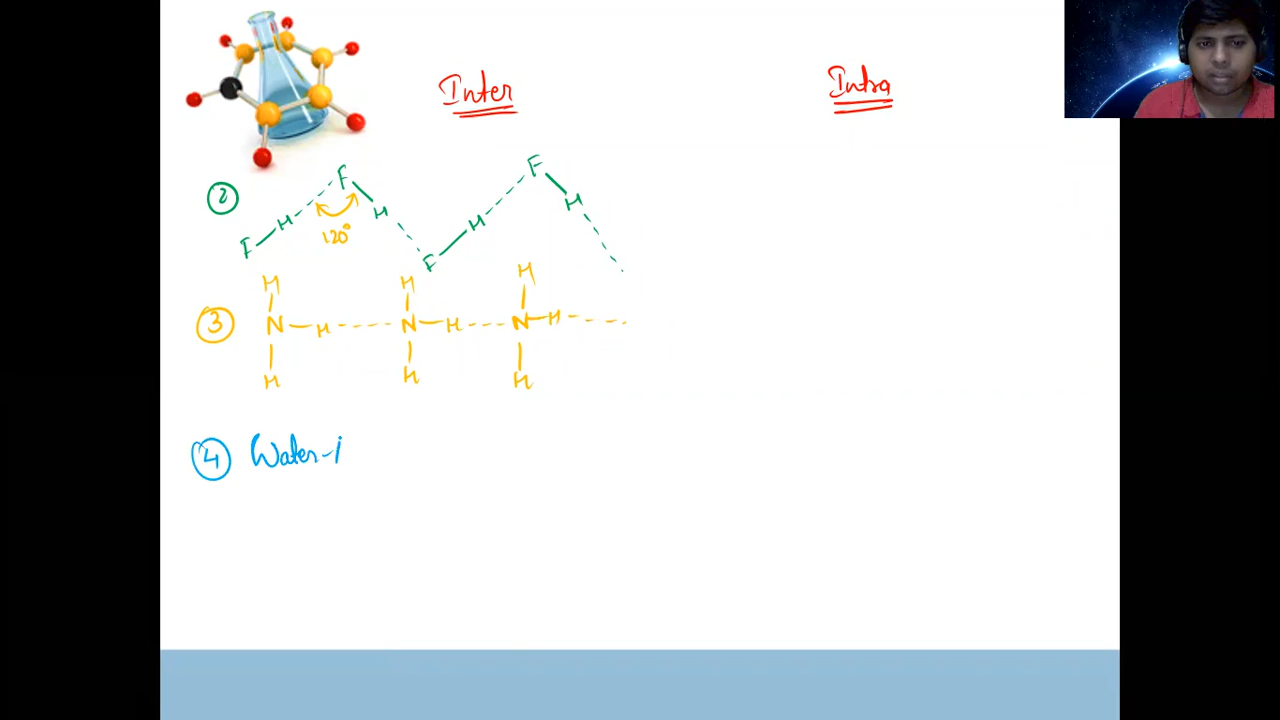 Inter Intra
② F H F H F H F H
120°
H H H
③ N H N H N H
H H H
④ Water-